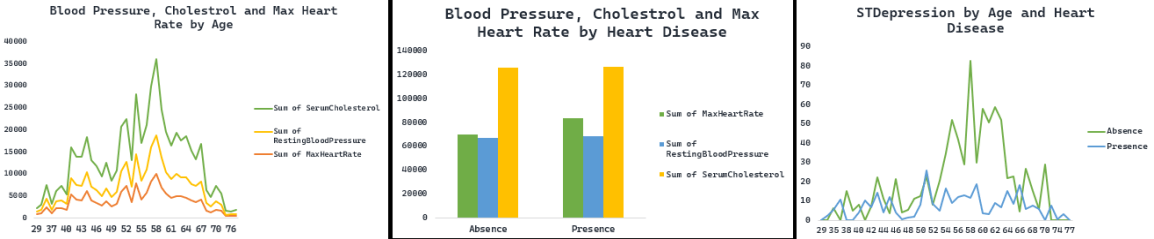 Blood Pressure, Cholestrol and Max Heart
Rate by Age
40000
35000
30000
25000
20000
15000
10000
5000
0
29 37 40 43 46 49 52 55 58 61 64 67 70 76
Sum of SerumCholesterol
Sum of
RestingBloodPressure
Sum of MaxHeartRate
Blood Pressure, Cholestrol and Max
Heart Rate by Heart Disease
140000
120000
100000
80000
60000
40000
20000
0
Absence Presence
Sum of MaxHeartRate
Sum of
RestingBloodPressure
Sum of SerumCholesterol
STDepression by Age and Heart
Disease
90
80
70
60
50
40
30
20
10
0
29 35 38 40 42 44 46 48 50 52 54 56 58 60 62 64 66 68 70 74 77
Absence
Presence